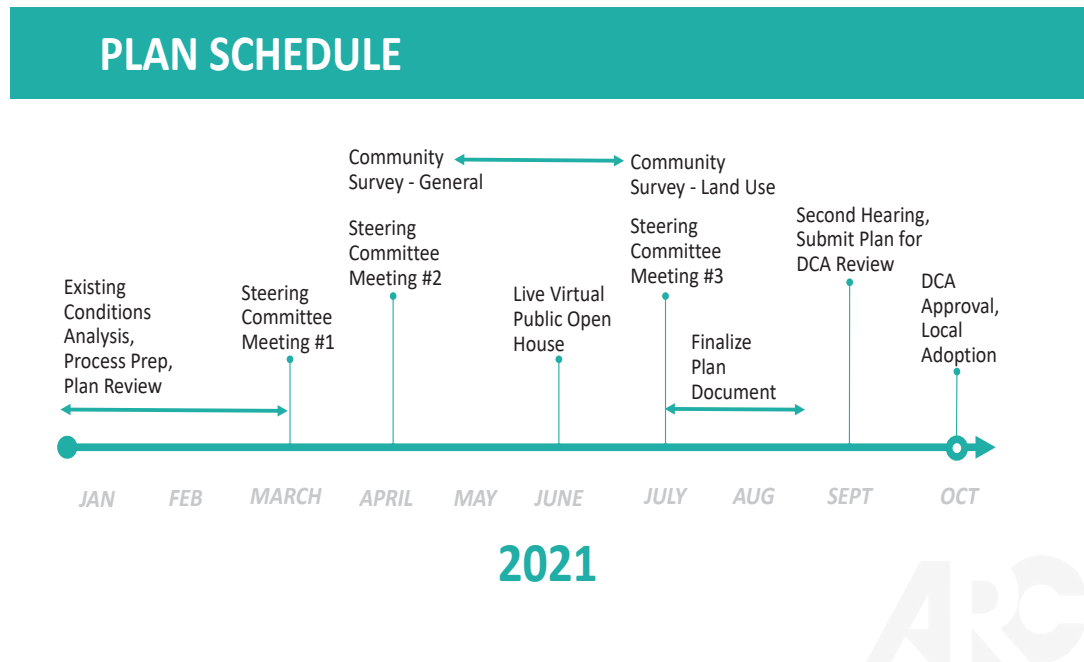 PLAN SCHEDULE
Community
Survey - General
Community
Survey - Land Use
Steering
Committee
Meeting #2
Steering
Committee
Meeting #3
Second Hearing,
Submit Plan for
DCA Review
Existing
Conditions
Analysis,
Process Prep,
Plan Review
Steering
Committee
Meeting #1
Live Virtual
Public Open
House
Finalize
Plan
Document
DCA
Approval,
Local
Adoption
JAN FEB MARCH APRIL MAY JUNE JULY AUG SEPT OCT
2021
ARC